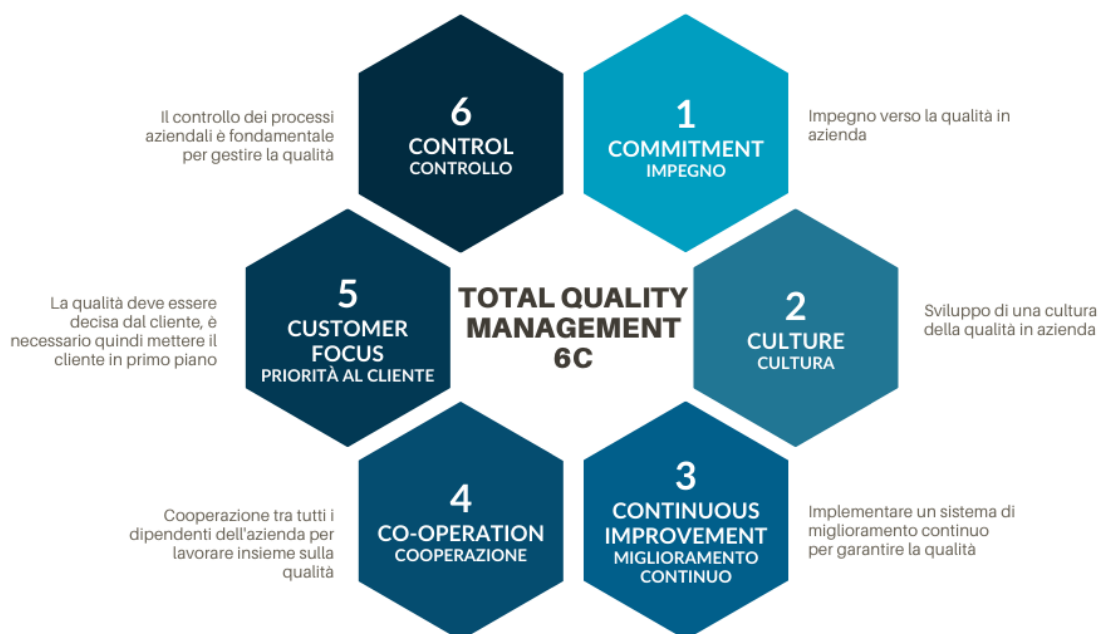 TOTAL QUALITY
MANAGEMENT
6C
1
COMMITMENT
IMPEGNO
Impegno verso la qualità in
azienda
2
CULTURE
CULTURA
Sviluppo di una cultura
della qualità in azienda
3
CONTINUOUS
IMPROVEMENT
MIGLIORAMENTO
CONTINUO
Implementare un sistema di
miglioramento continuo
per garantire la qualità
4
CO-OPERATION
COOPERAZIONE
Cooperazione tra tutti i
dipendenti dell'azienda per
lavorare insieme sulla
qualità
5
CUSTOMER
FOCUS
PRIORITÀ AL CLIENTE
La qualità deve essere
decisa dal cliente, è
necessario quindi mettere il
cliente in primo piano
6
CONTROL
CONTROLLO
Il controllo dei processi
aziendali è fondamentale
per gestire la qualità